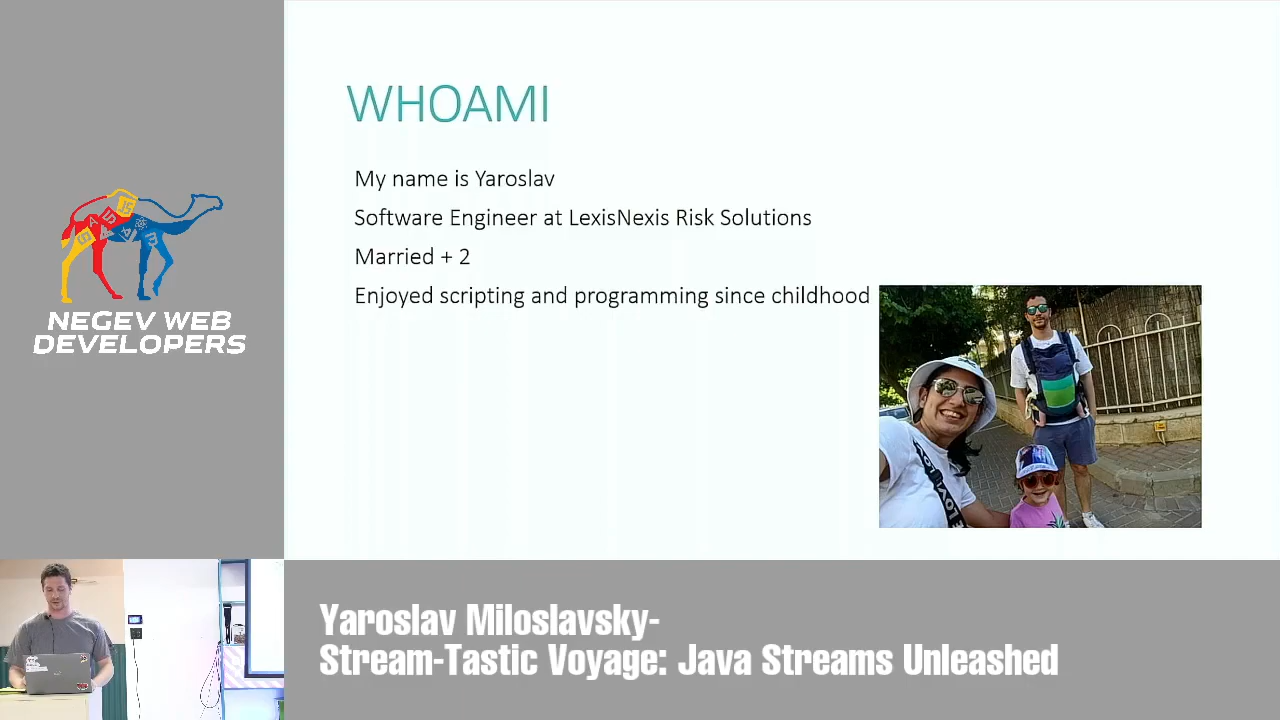 WHOAMI
My name is Yaroslav
Software Engineer at LexisNexis Risk Solutions
Married + 2
Enjoyed scripting and programming since childhood
NEGEV WEB
DEVELOPERS
Yaroslav Miloslavsky-
Stream-Tastic Voyage: Java Streams Unleashed